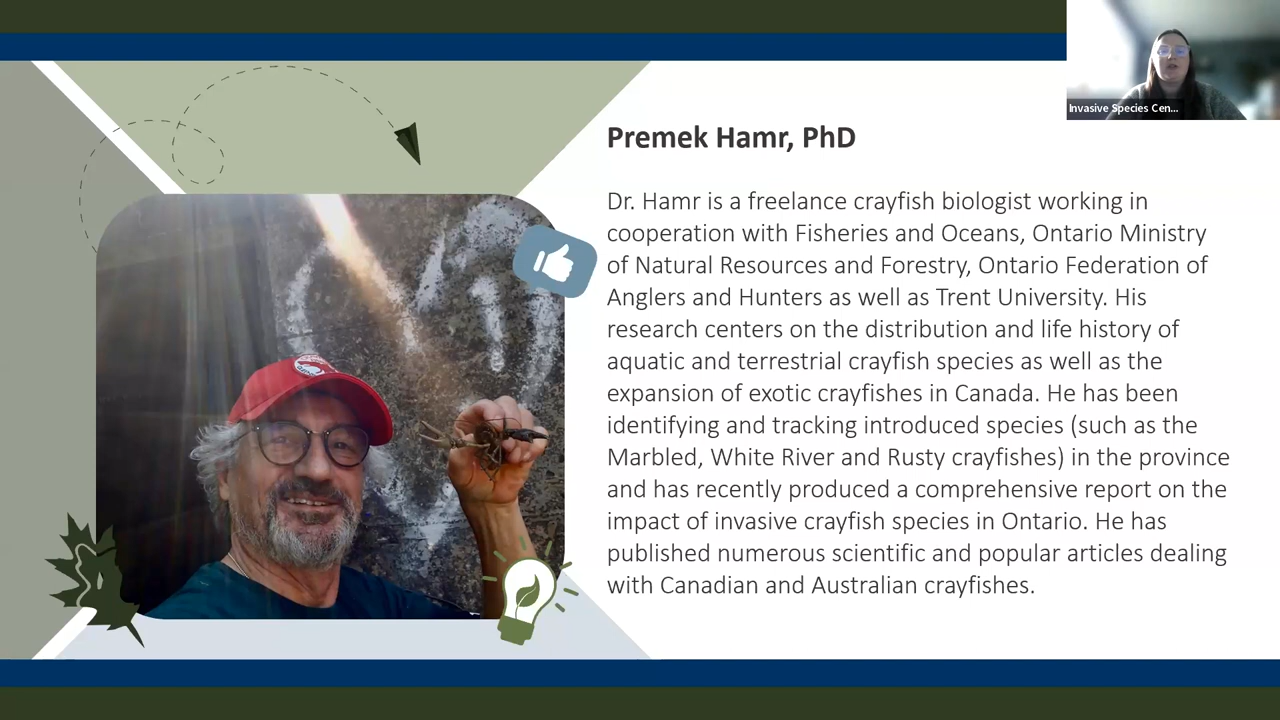 Invasive Species Cen...
Premek Hamr, PhD
Dr. Hamr is a freelance crayfish biologist working in
cooperation with Fisheries and Oceans, Ontario Ministry
of Natural Resources and Forestry, Ontario Federation of
Anglers and Hunters as well as Trent University. His
research centers on the distribution and life history of
aquatic and terrestrial crayfish species as well as the
expansion of exotic crayfishes in Canada. He has been
identifying and tracking introduced species (such as the
Marbled, White River and Rusty crayfishes) in the province
and has recently produced a comprehensive report on the
impact of invasive crayfish species in Ontario. He has
published numerous scientific and popular articles dealing
with Canadian and Australian crayfishes.